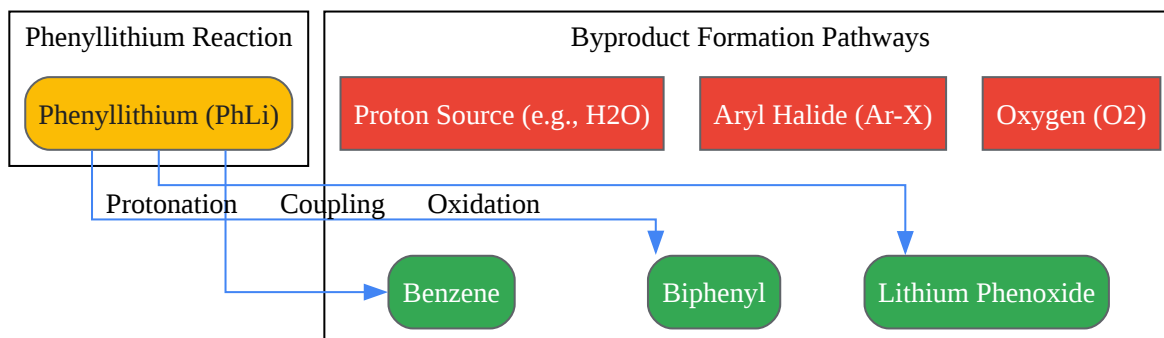 Phenyllithium Reaction
Byproduct Formation Pathways
Phenyllithium (PhLi)
Proton Source (e.g., H2O)
Aryl Halide (Ar-X)
Oxygen (O2)
Protonation
Coupling
Oxidation
Benzene
Biphenyl
Lithium Phenoxide